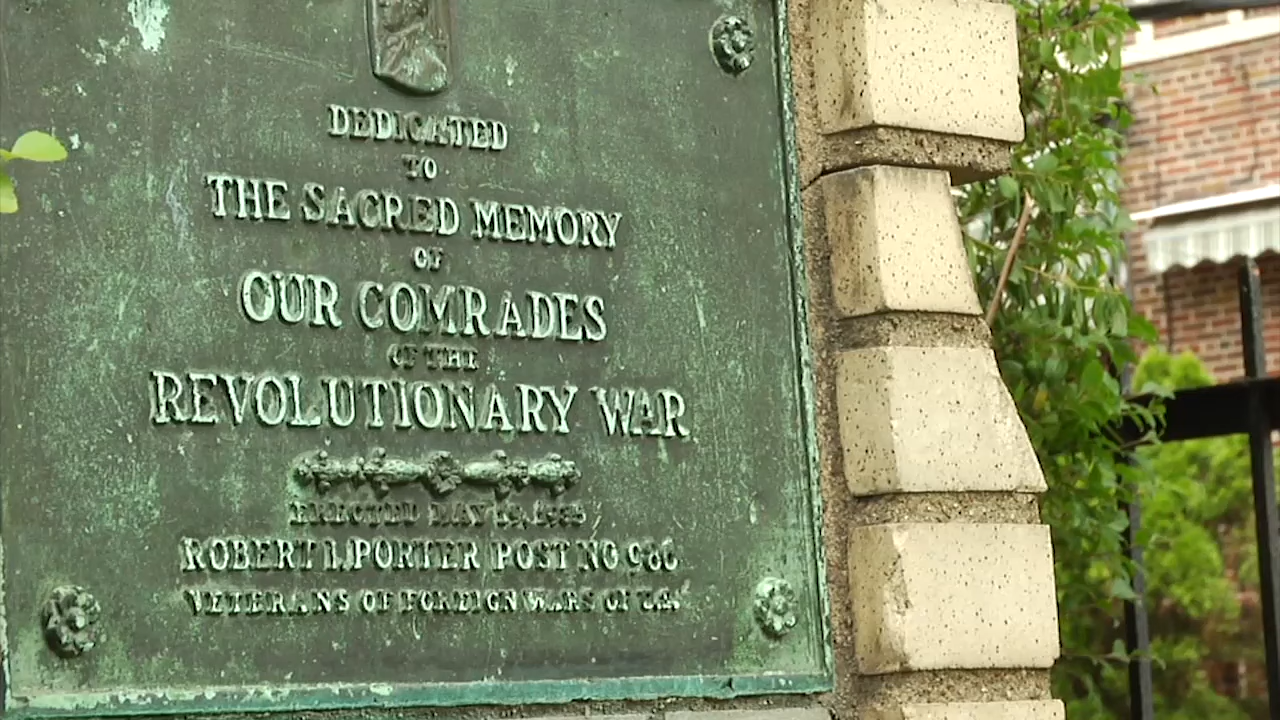 DEDICATED
TO
THE SACRED MEMORY
OF
OUR COMRADES
OF THE
REVOLUTIONARY WAR
ERECTED MAY
ROBERT I. PORTER POST NO 986
VETERANS OF FOREIGN WARS OF U.S.